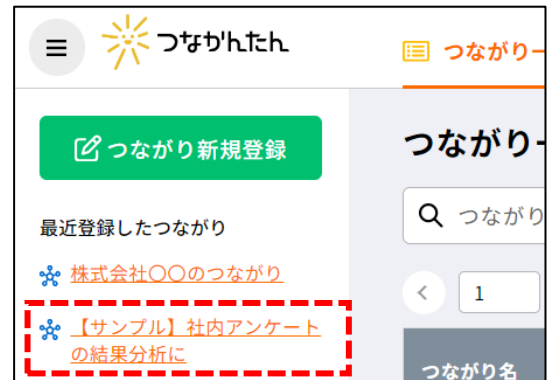 つながんたん
つながりー
つながり新規登録
つながりー
最近登録したつながり
つながり
株式会社〇〇のつながり
1
【サンプル】社内アンケート
の結果分析に
つながり名